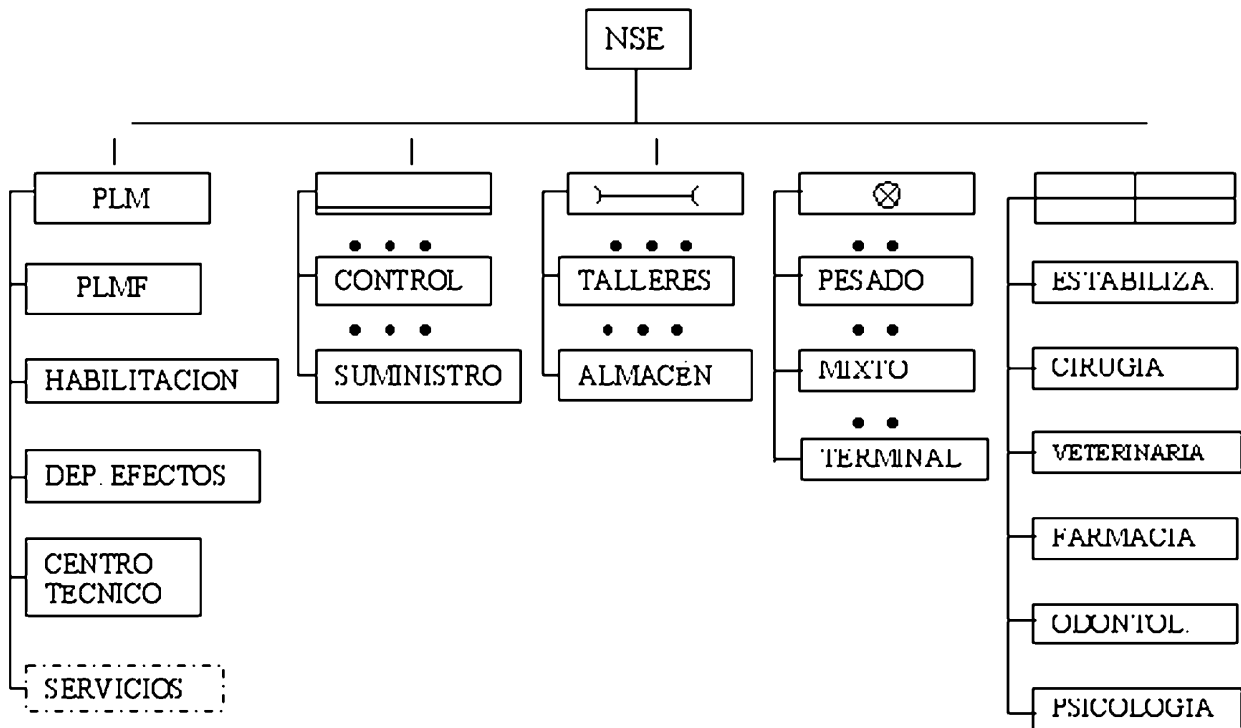 NSE
PLM
PLMF
HABILITACION
DEP. EFECTOS
CENTRO
TECNICO
SERVICIOS
CONTROL
SUMINISTRO
TALLERES
ALMACÉN
PESADO
MIXTO
TERMINAL
ESTABILIZA.
CIRUGIA
VETERINARIA
FARMACIA
ODONTOL.
PSICOLOGIA